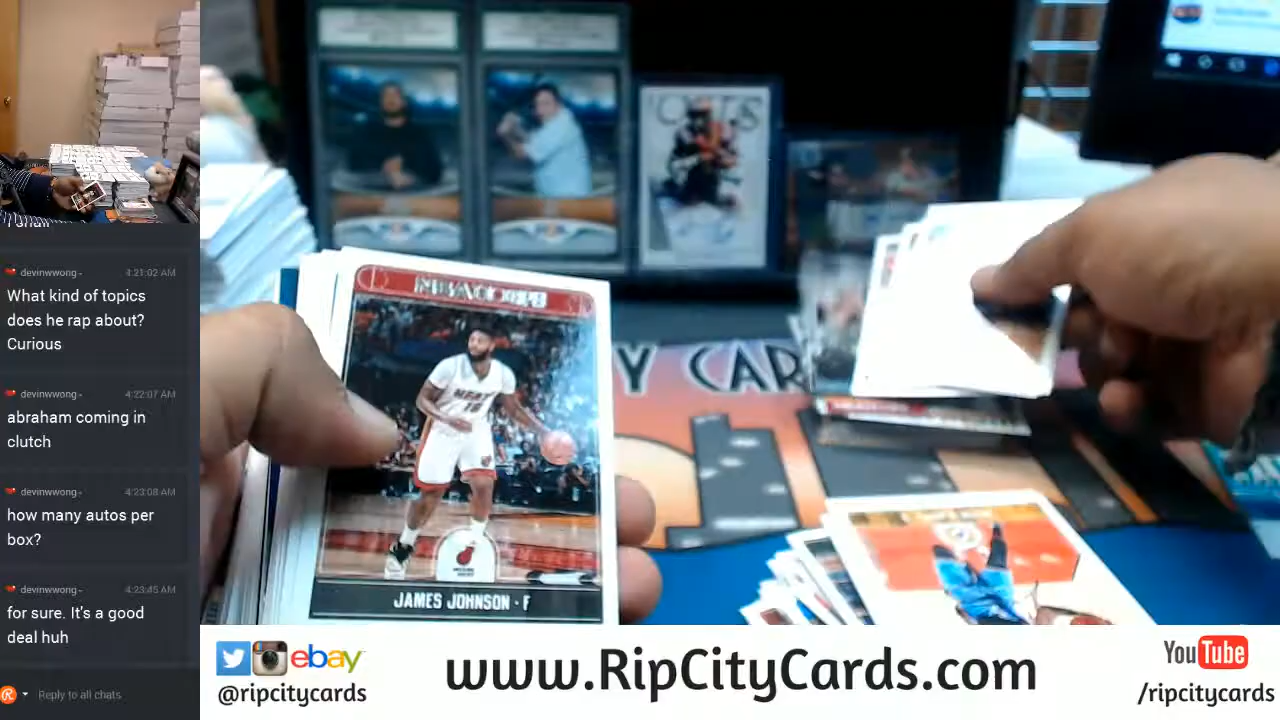 devinwwong-
4:21:02 AM
What kind of topics
does he rap about?
Curious
devinwwong-
4:22:07 AM
abraham coming in
clutch
devinwwong-
4:23:08 AM
how many autos per
box?
devinwwong-
4:23:45 AM
for sure. It's a good
deal huh
Reply to all chats
NBA HOOPS
HEAT
16
JAMES JOHNSON · F
Y CAR
ebay
@ripcitycards
www.RipCityCards.com
YouTube
/ripcitycards